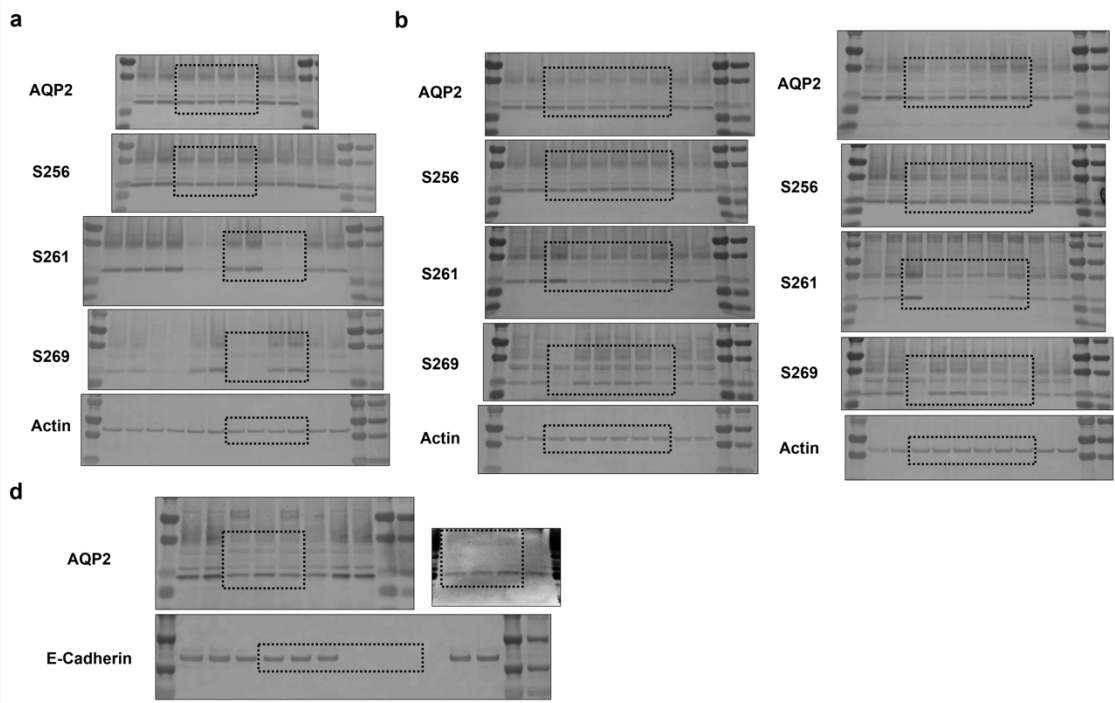 a
AQP2
S256
S261
S269
Actin
b
AQP2
S256
S261
S269
Actin
AQP2
S256
S261
S269
Actin
d
AQP2
E-Cadherin